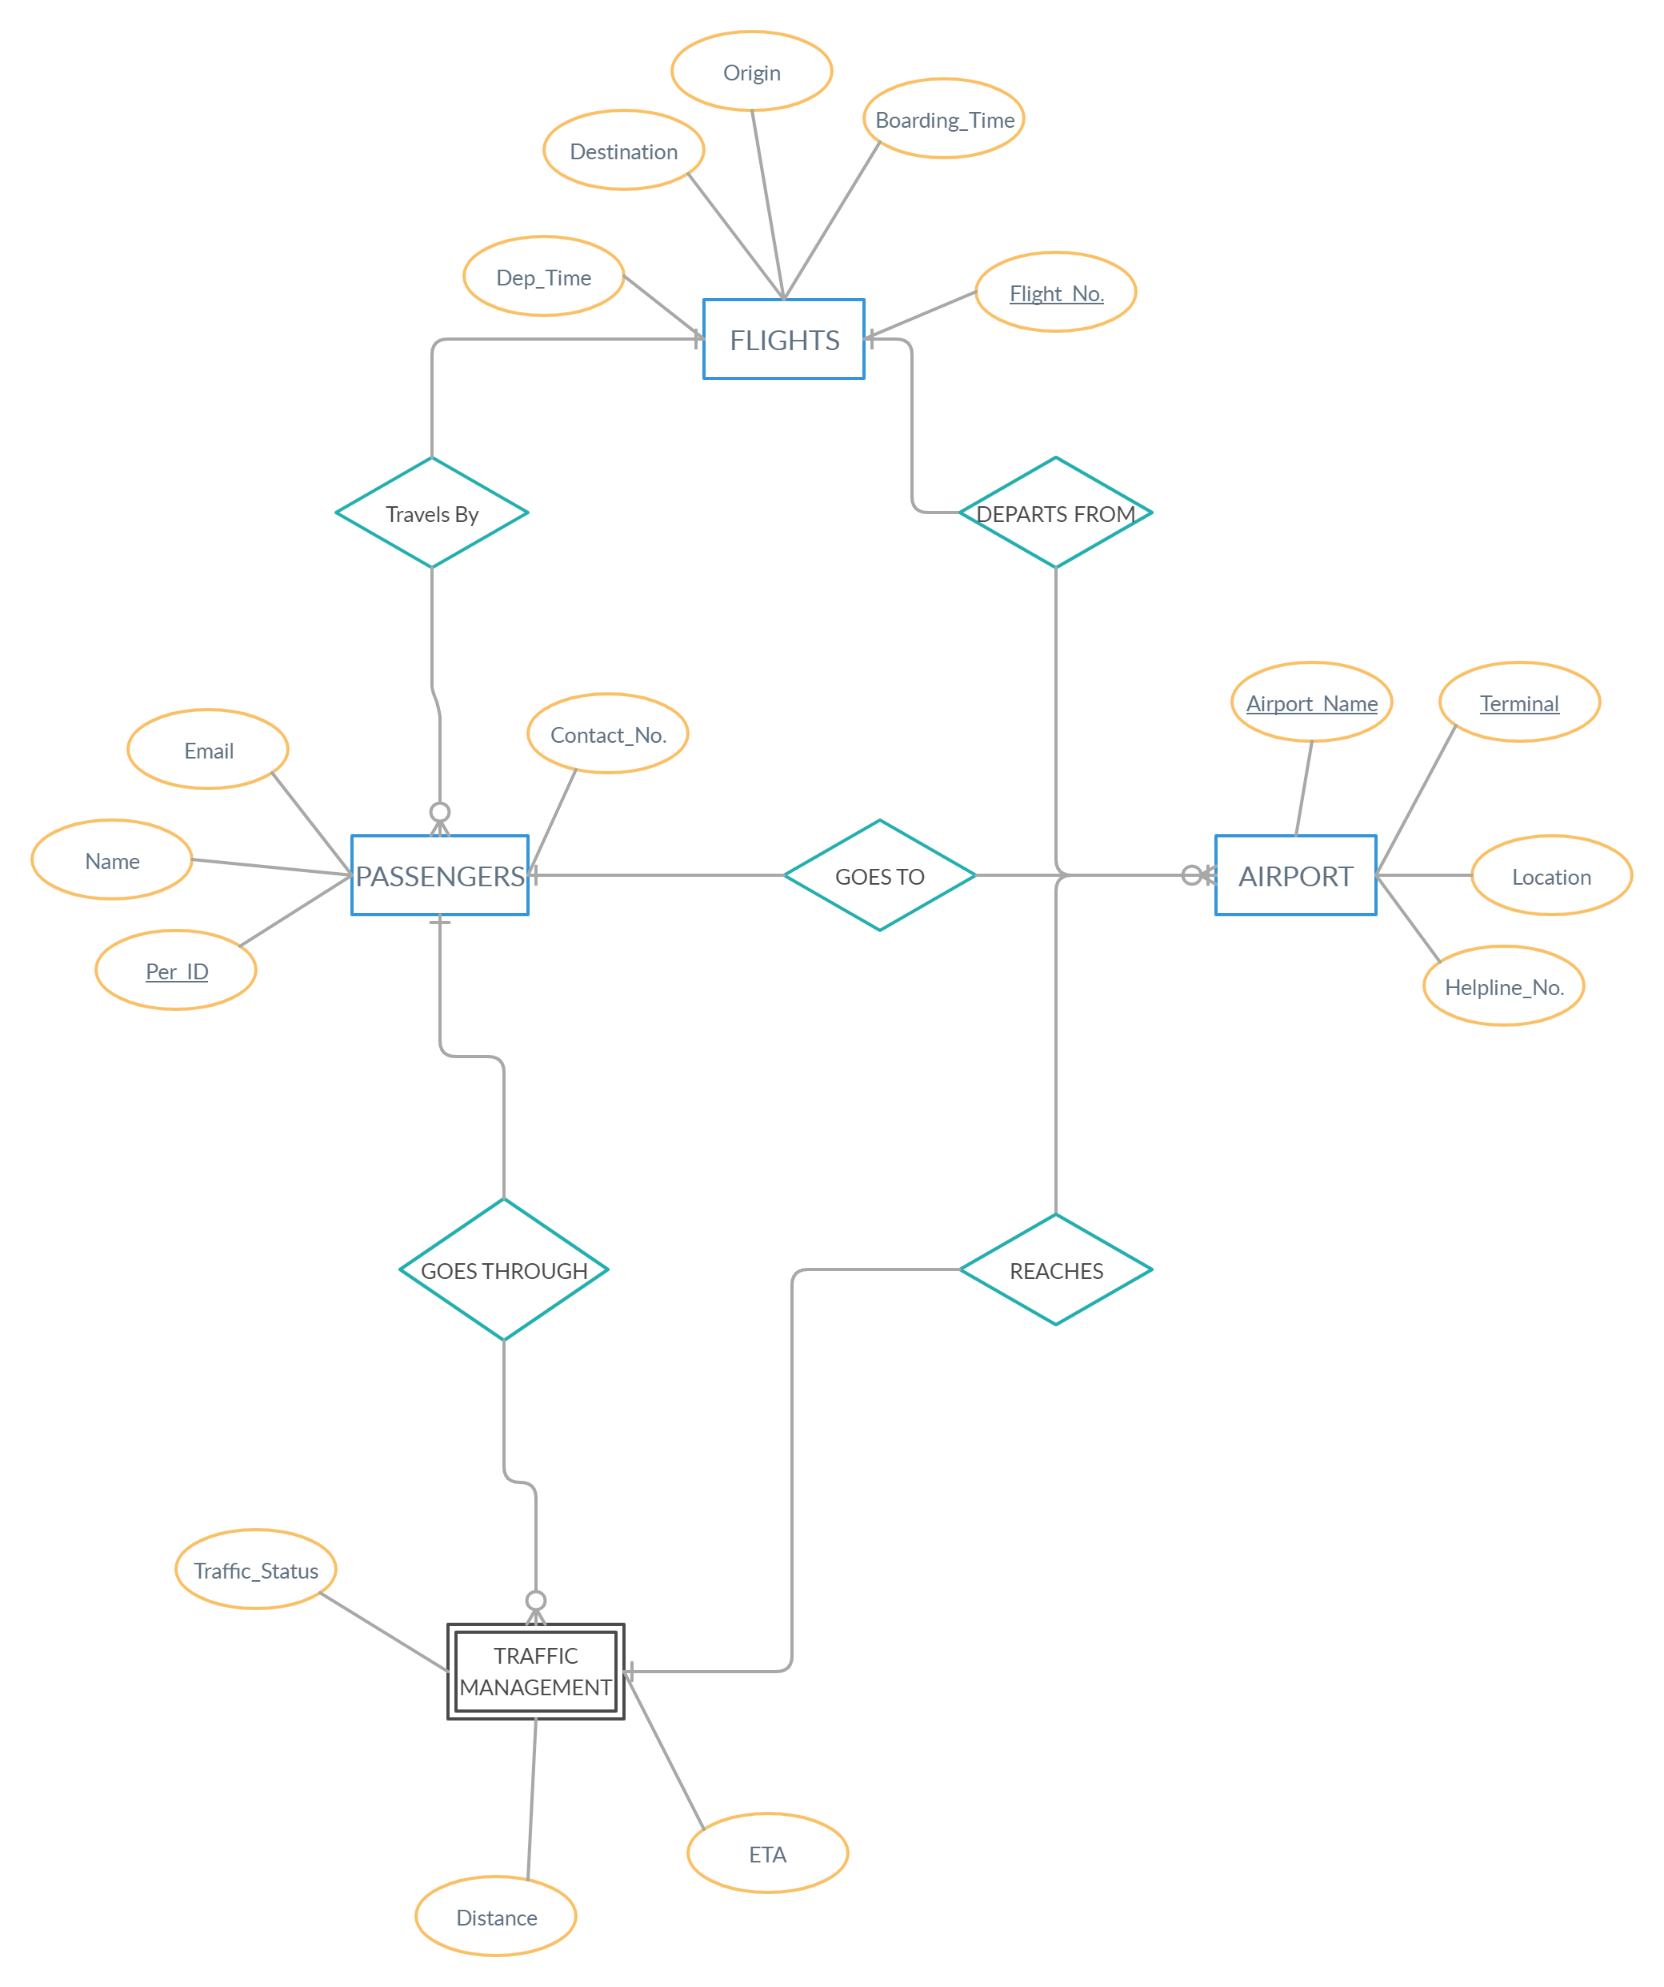 Origin
Boarding_Time
Destination
Dep_Time
Flight_No.
FLIGHTS
Travels By
DEPARTS FROM
Airport_Name
Terminal
Contact_No.
Email
Name
PASSENGERS
GOES TO
AIRPORT
Location
Per_ID
Helpline_No.
GOES THROUGH
REACHES
Traffic_Status
TRAFFIC
MANAGEMENT
ETA
Distance